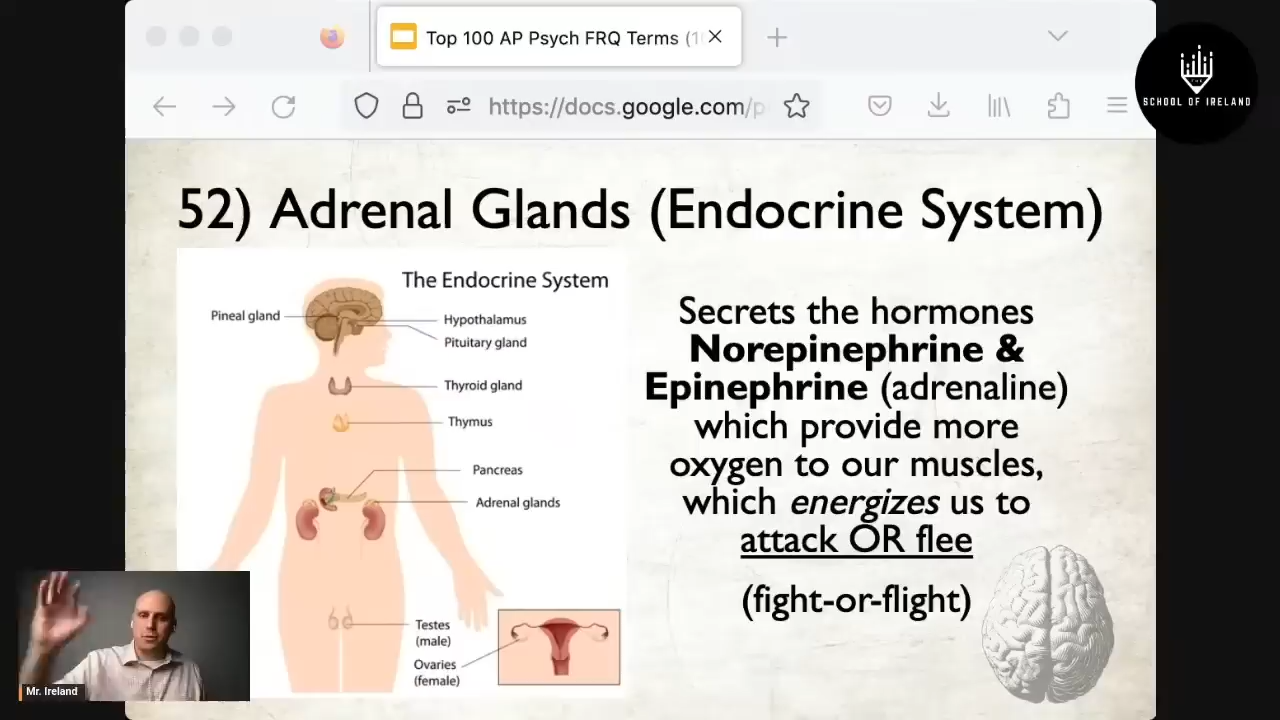 Top 100 AP Psych FRQ Terms
https://docs.google.com/p
THE
SCHOOL OF IRELAND
52) Adrenal Glands (Endocrine System)
The Endocrine System
Pineal gland
Hypothalamus
Pituitary gland
Thyroid gland
Thymus
Pancreas
Adrenal glands
Testes
(male)
Ovaries
(female)
Secrets the hormones
Norepinephrine &
Epinephrine (adrenaline)
which provide more
oxygen to our muscles,
which energizes us to
attack OR flee
(fight-or-flight)
Mr. Ireland